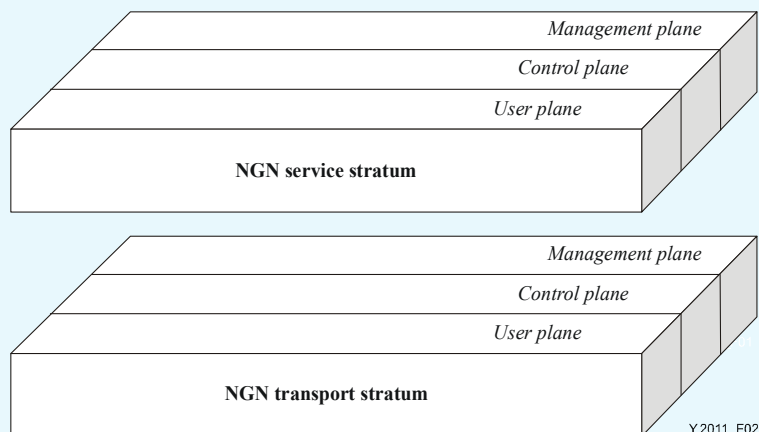 Management plane
Control plane
User plane
NGN service stratum
Management plane
Control plane
User plane
NGN transport stratum
Y.2011_F02